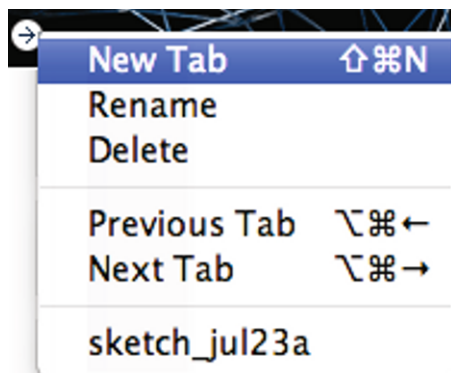 New Tab ⇧⌘N
Rename
Delete
Previous Tab ⌥⌘←
Next Tab ⌥⌘→
sketch_jul23a